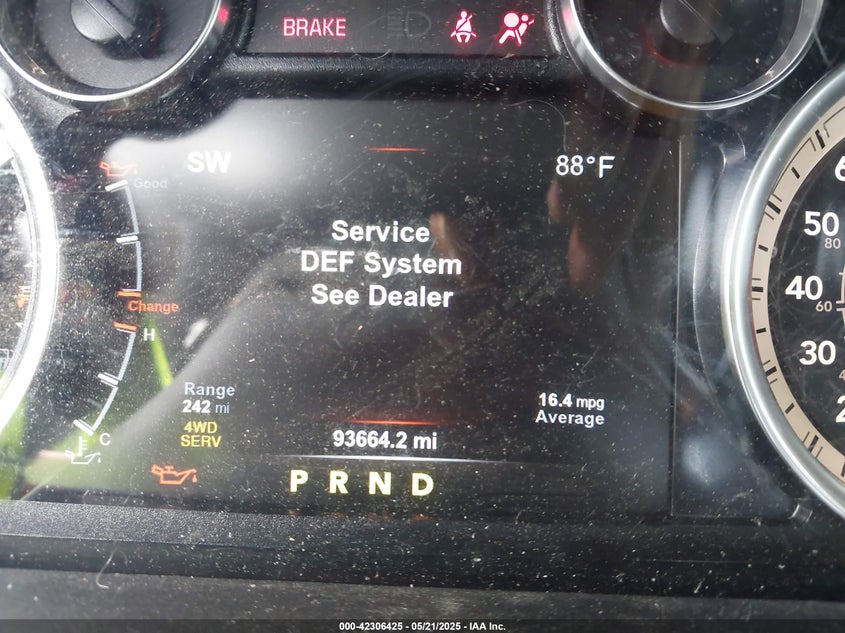 BRAKE
SW
88°F
Good
Service
DEF System
See Dealer
Change
H
Range
242 mi
16.4 mpg
Average
4WD
SERV
C
93664.2 mi
P R N D
50
80
40
60
30
000-42306425 - 05/21/2025 - IAA Inc.